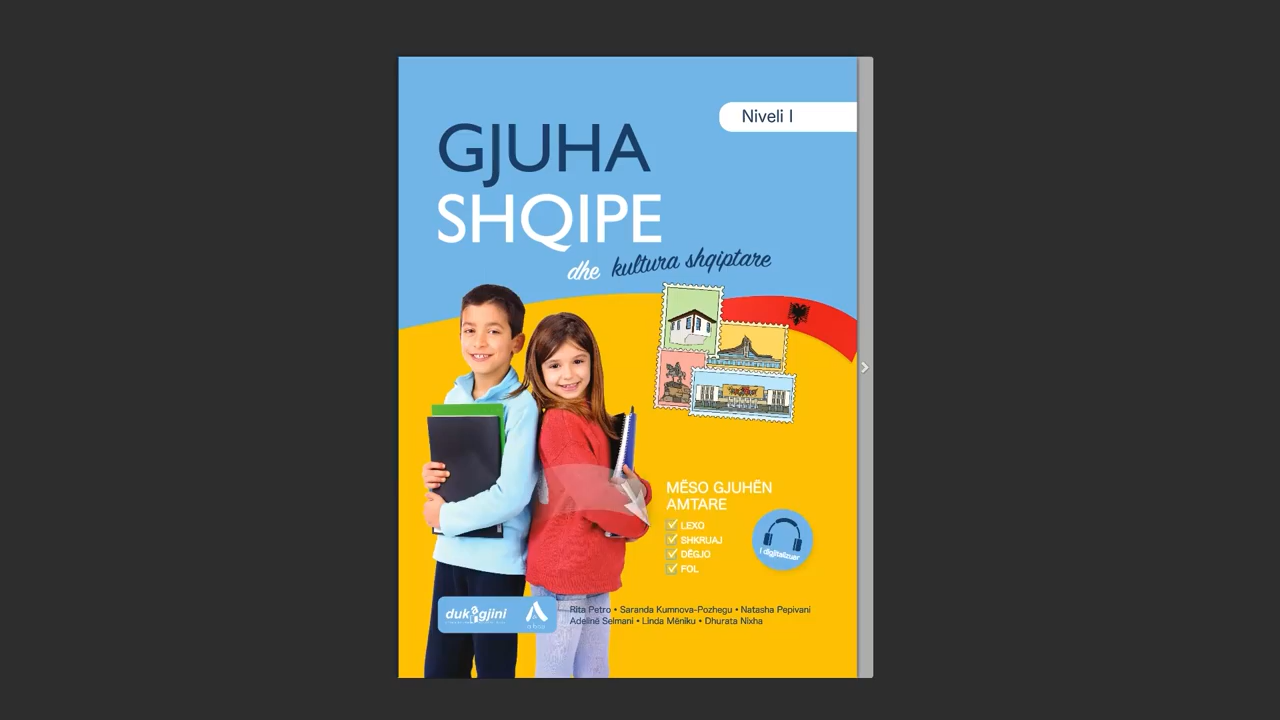 Niveli I
GJUHA
SHQIPE
dhe kultura shqiptare
MËSO GJUHËN
AMTARE
LEXO
SHKRUAJ
DËGJO
FOL
i digjitalizuar
dukagjini
Rita Petro • Saranda Kumnova-Pozhegu • Natasha Pepivani
Adelinë Selmani • Linda Mëniku • Dhurata Nixha